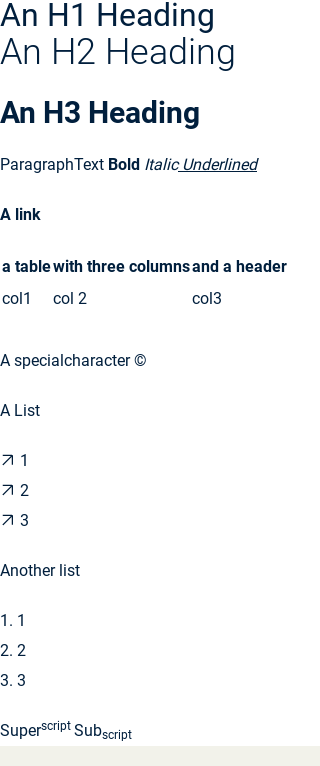 An H1 Heading
An H2 Heading
An H3 Heading
ParagraphText Bold Italic Underlined
A link
a table with three columns and a header
col1 col 2 col3
A specialcharacter ©
A List
↗ 1
↗ 2
↗ 3
Another list
1. 1
2. 2
3. 3
Superscript Subscript